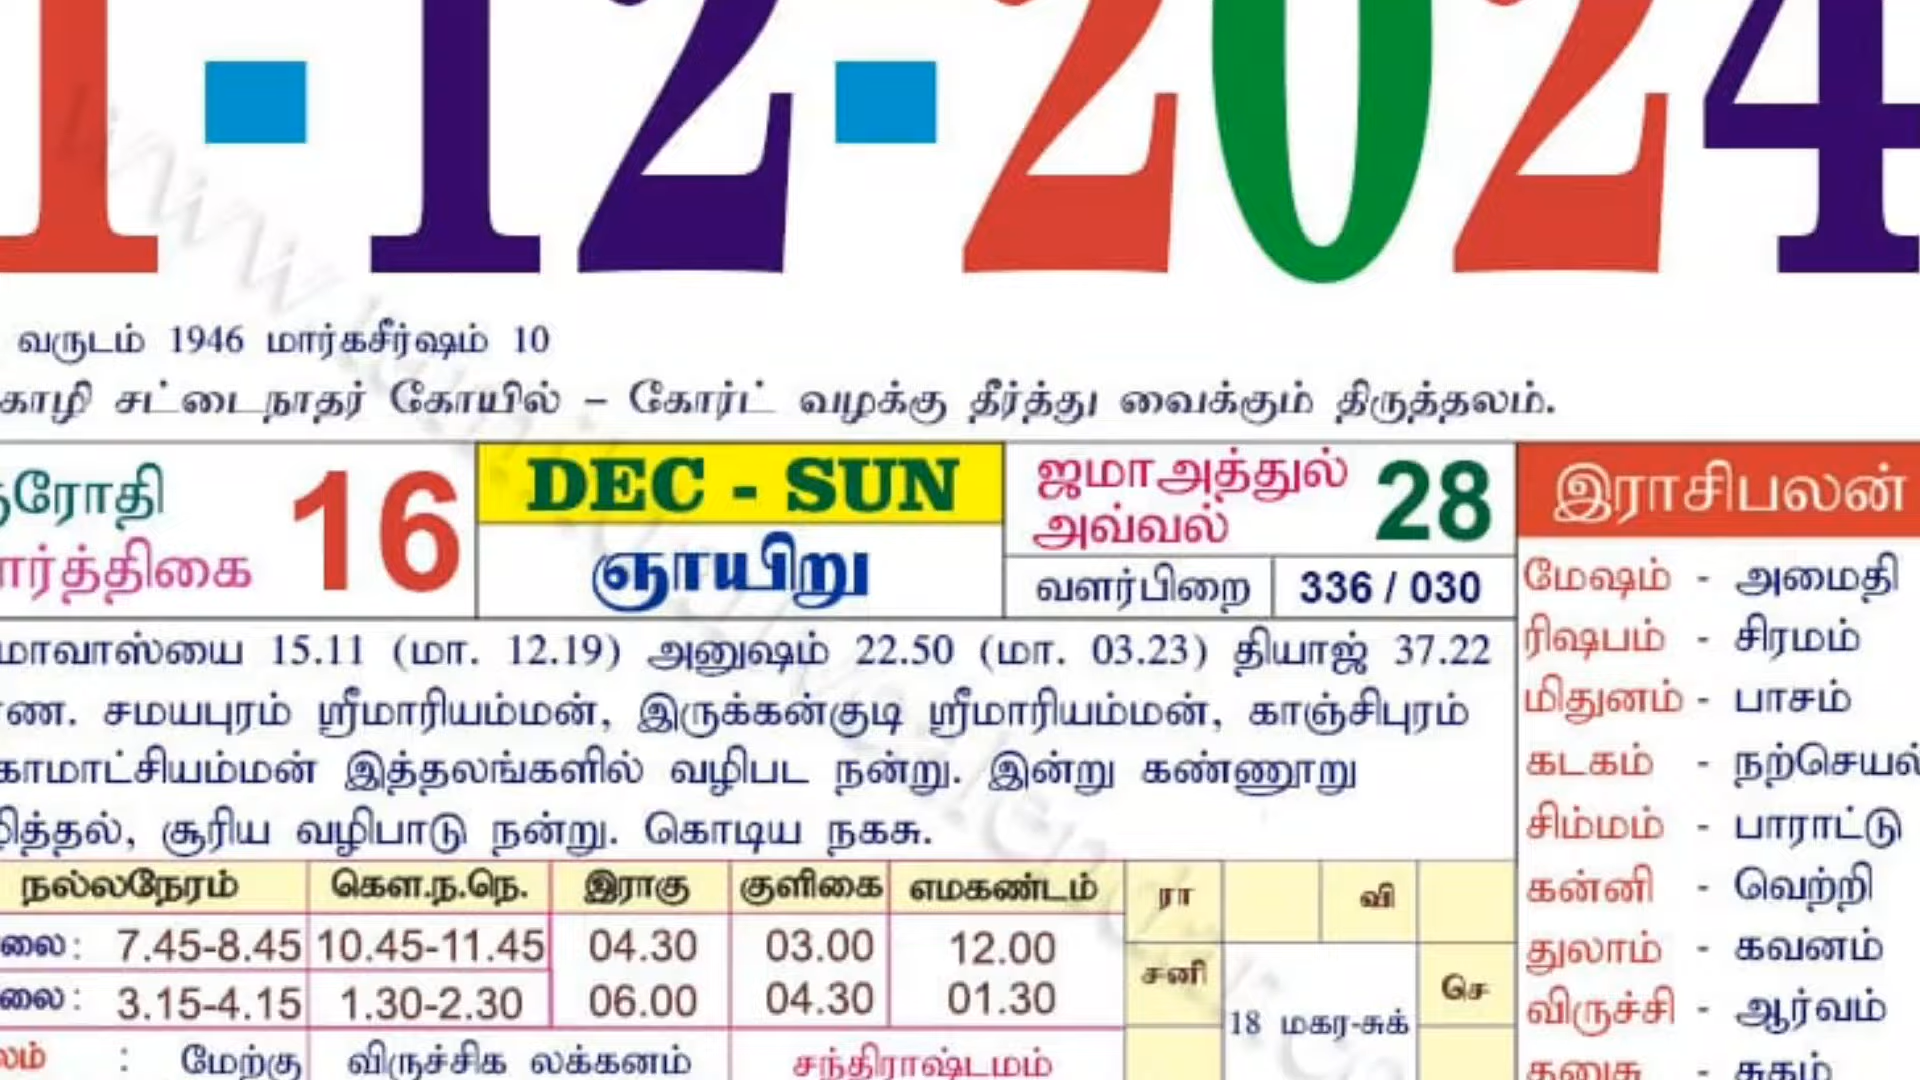 1-12-2024
வருடம் 1946 மார்கசீர்ஷம் 10
காழி சட்டைநாதர் கோயில் – கோர்ட் வழக்கு தீர்த்து வைக்கும் திருத்தலம்.
குரோதி
ார்த்திகை 16
DEC - SUN
ஞாயிறு
ஜமாஅத்துல்
அவ்வல் 28
வளர்பிறை 336 / 030
மாவாஸ்யை 15.11 (மா. 12.19) அனுஷம் 22.50 (மா. 03.23) தியாஜ் 37.22
ண. சமயபுரம் ஸ்ரீமாரியம்மன், இருக்கன்குடி ஸ்ரீமாரியம்மன், காஞ்சிபுரம்
காமாட்சியம்மன் இத்தலங்களில் வழிபட நன்று. இன்று கண்ணூறு
ழித்தல், சூரிய வழிபாடு நன்று. கொடிய நகசு.
நல்லநேரம் கௌ.ந.நெ. இராகு குளிகை எமகண்டம்
லை: 7.45-8.45 10.45-11.45 04.30 03.00 12.00
லை: 3.15-4.15 1.30-2.30 06.00 04.30 01.30
லம் : மேற்கு விருச்சிக லக்கனம் சந்திராஷ்டமம்
ரா வி
சனி செ
18 மகர-சுக்
இராசிபலன்
மேஷம் - அமைதி
ரிஷபம் - சிரமம்
மிதுனம் - பாசம்
கடகம் - நற்செயல்
சிம்மம் - பாராட்டு
கன்னி - வெற்றி
துலாம் - கவனம்
விருச்சி - ஆர்வம்
தனுசு - சுகம்